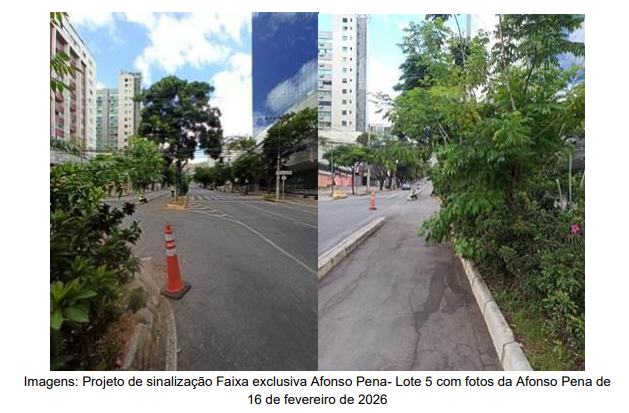 Imagens: Projeto de sinalização Faixa exclusiva Afonso Pena- Lote 5 com fotos da Afonso Pena de
16 de fevereiro de 2026